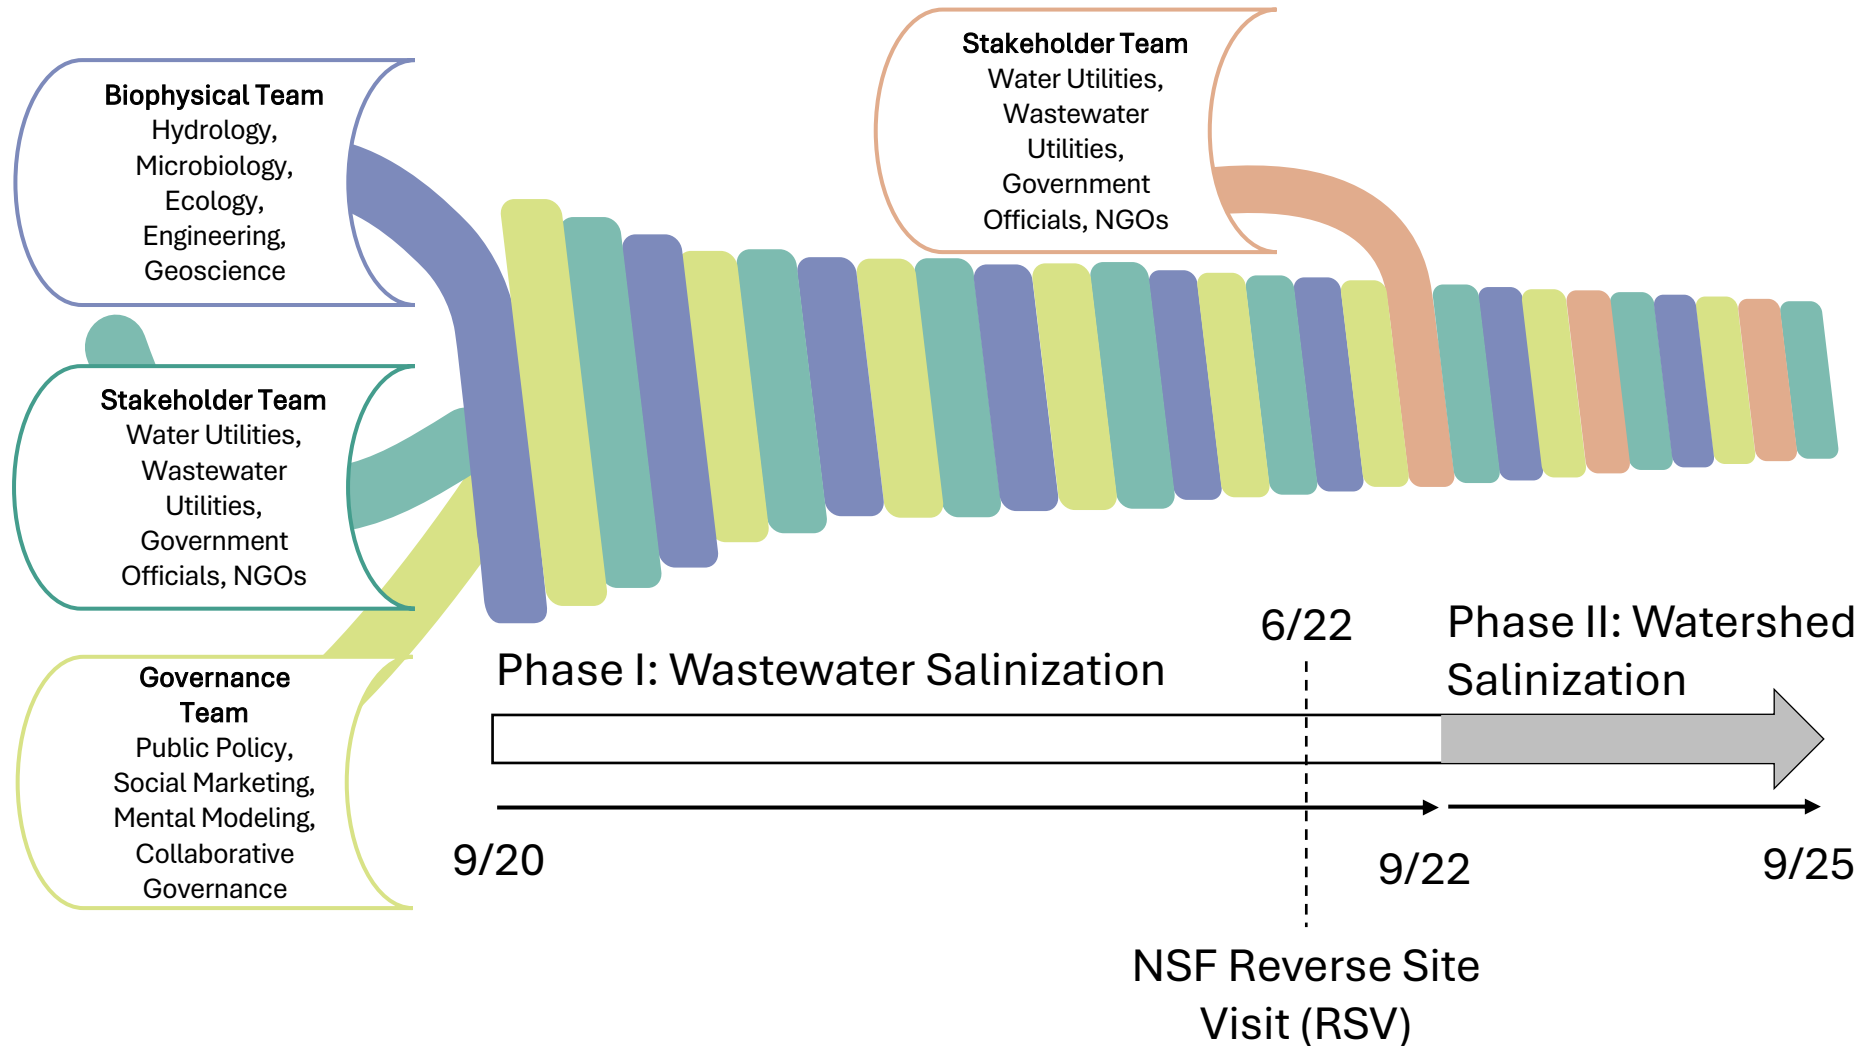 Biophysical Team
Hydrology,
Microbiology,
Ecology,
Engineering,
Geoscience
Stakeholder Team
Water Utilities,
Wastewater
Utilities,
Government
Officials, NGOs
Governance
Team
Public Policy,
Social Marketing,
Mental Modeling,
Collaborative
Governance
Stakeholder Team
Water Utilities,
Wastewater
Utilities,
Government
Officials, NGOs
Phase I: Wastewater Salinization
6/22
Phase II: Watershed
Salinization
9/20
9/22
9/25
NSF Reverse Site
Visit (RSV)